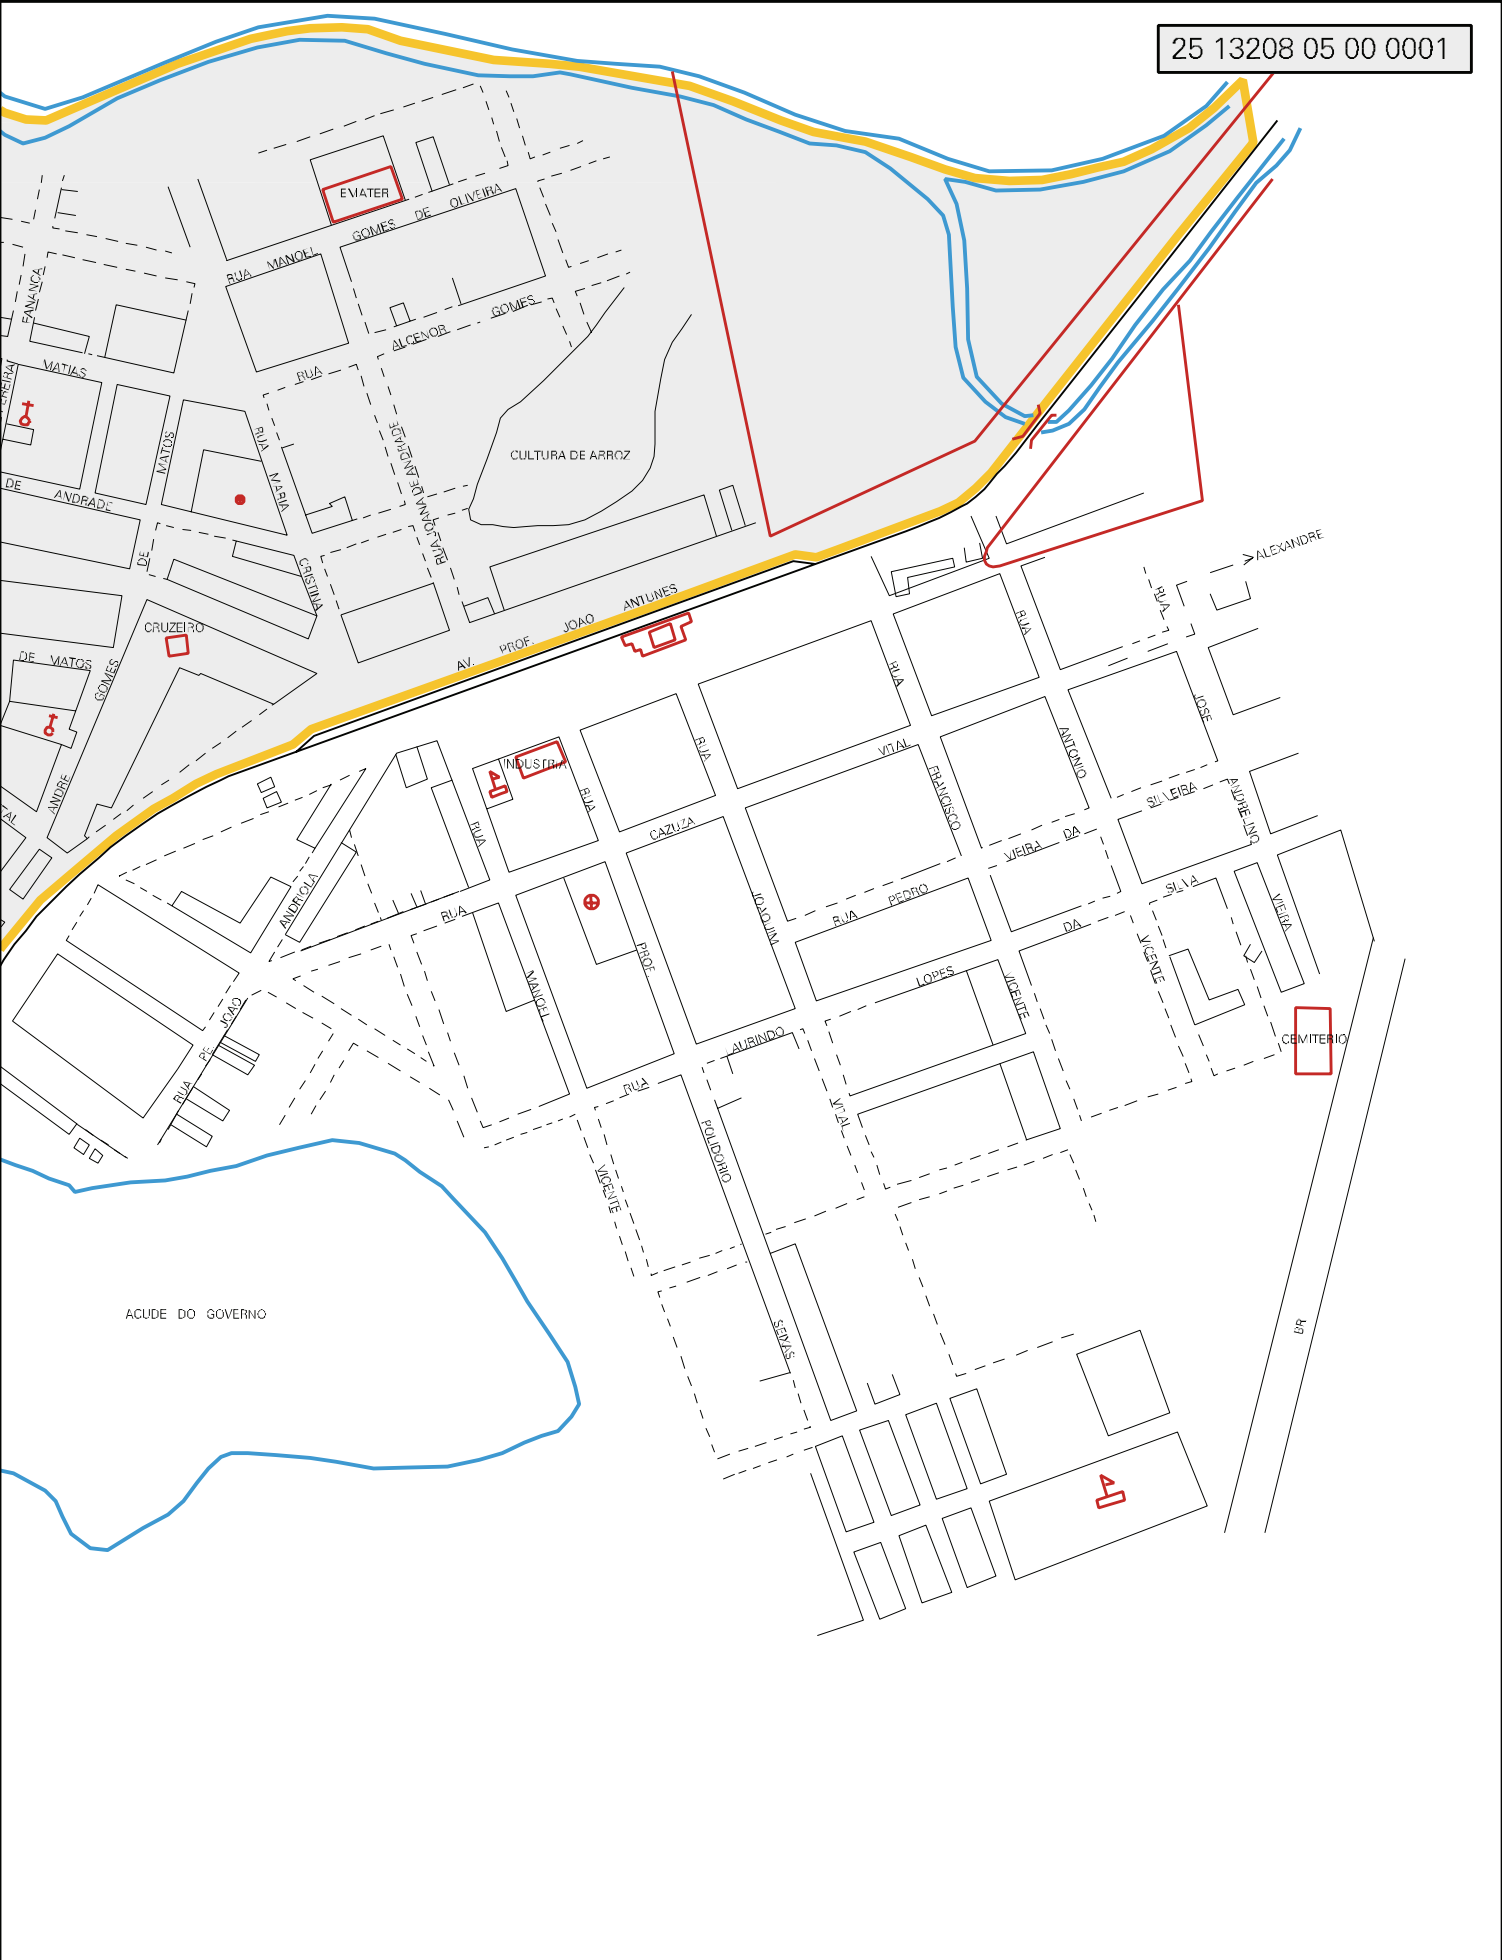 25 13208 05 00 0001
EMATER
RUA MANOEL GOMES DE OLIVEIRA
RUA ALCENOR GOMES
MATIAS
MATOS
DE
RUA MARIA CRISTINA
RUA JOANA DE ANDRADE
CULTURA DE ARROZ
DE ANDRADE
CRUZEIRO
DE MATOS
ANDRE GOMES
AV. PROF. JOAO ANTUNES
ALEXANDRE
RUA
RUA
RUA
JOSE
INDUSTRIA
RUA
RUA
RUA
VITAL
ANTONIO
FRANCISCO
CAZUZA
SILVEIRA
ANDRELINO
VIEIRA DA
SILVA
RUA PEDRO
VIEIRA
RUA
ANDRIOLA
JOAQUIM
PROF.
DA
VICENTE
LOPES
VICENTE
MANOEL
RUA PE. JOAO
AURINDO
CEMITERIO
RUA
VITAL
POLIDORIO
VICENTE
ACUDE DO GOVERNO
SEIXAS
BR